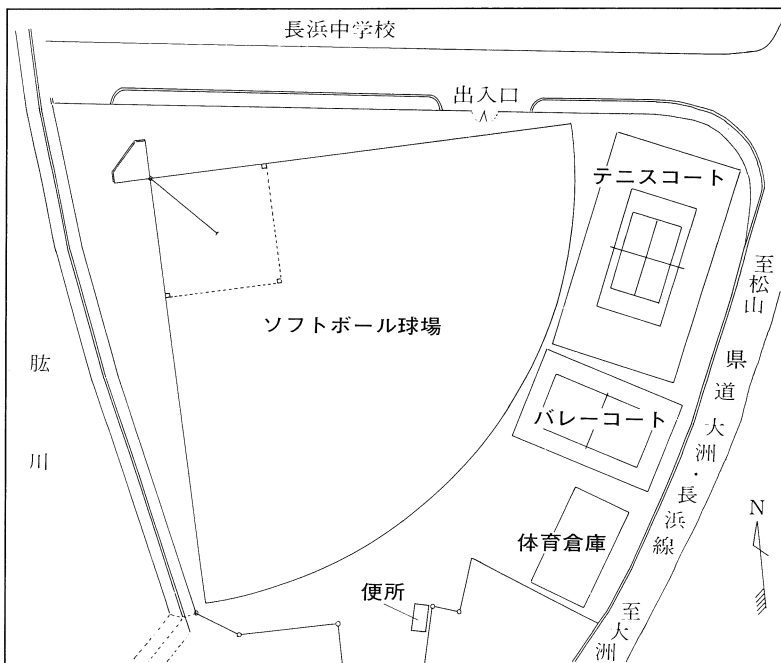 長浜中学校
出入口
テニスコート
至松山
ソフトボール球場
県道大洲・長浜線
肱川
バレーコート
N
体育倉庫
便所
至大洲